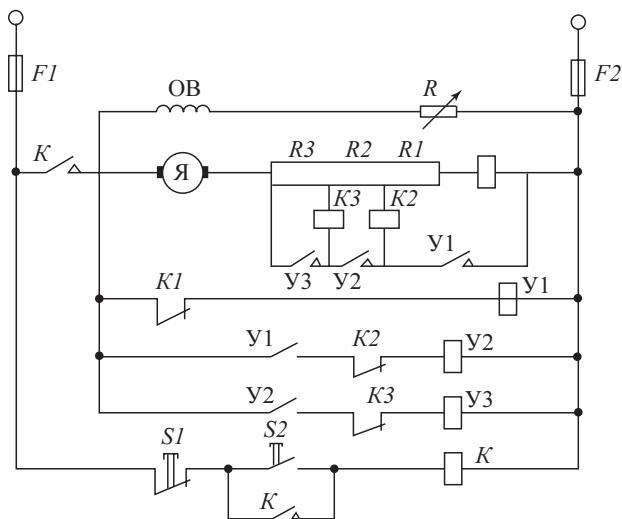 F1
F2
ОВ
R
К
Я
R3 R2 R1
К3 К2
У3 У2 У1
К1 У1
У1 К2 У2
У2 К3 У3
S1 S2 К
К